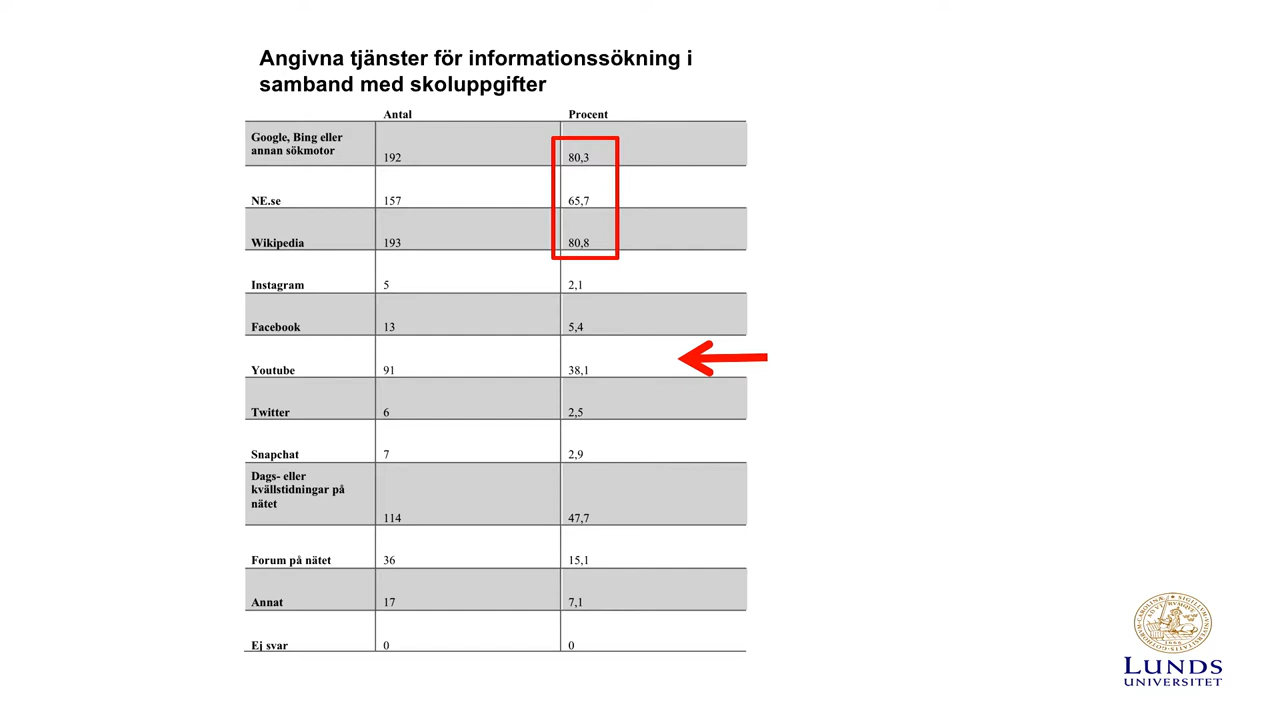 Angivna tjänster för informationssökning i
samband med skoluppgifter
Antal Procent
Google, Bing eller
annan sökmotor 192 80,3
NE.se 157 65,7
Wikipedia 193 80,8
Instagram 5 2,1
Facebook 13 5,4
Youtube 91 38,1
Twitter 6 2,5
Snapchat 7 2,9
Dags- eller
kvällstidningar på
nätet 114 47,7
Forum på nätet 36 15,1
Annat 17 7,1
Ej svar 0 0
LUNDS
UNIVERSITET